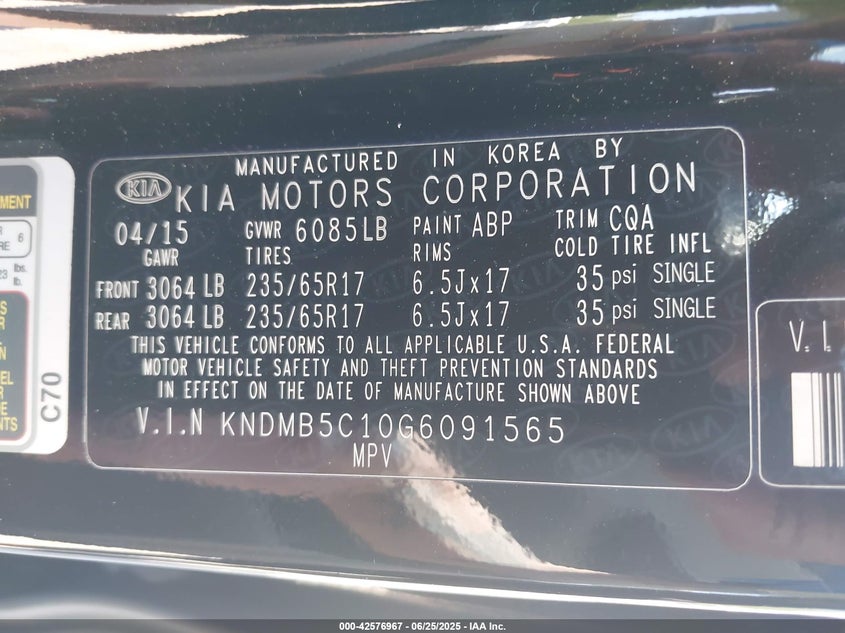 MANUFACTURED IN KOREA BY
KIA KIA MOTORS CORPORATION
04/15 GVWR 6085LB PAINT ABP TRIM CQA
GAWR TIRES RIMS COLD TIRE INFL
FRONT 3064 LB 235/65R17 6.5Jx17 35 psi SINGLE
REAR 3064 LB 235/65R17 6.5Jx17 35 psi SINGLE
THIS VEHICLE CONFORMS TO ALL APPLICABLE U.S.A. FEDERAL
MOTOR VEHICLE SAFETY AND THEFT PREVENTION STANDARDS
IN EFFECT ON THE DATE OF MANUFACTURE SHOWN ABOVE
V.I.N KNDMB5C10G6091565
MPV
C70
V.I.
000-42576967 - 06/25/2025 - IAA Inc.